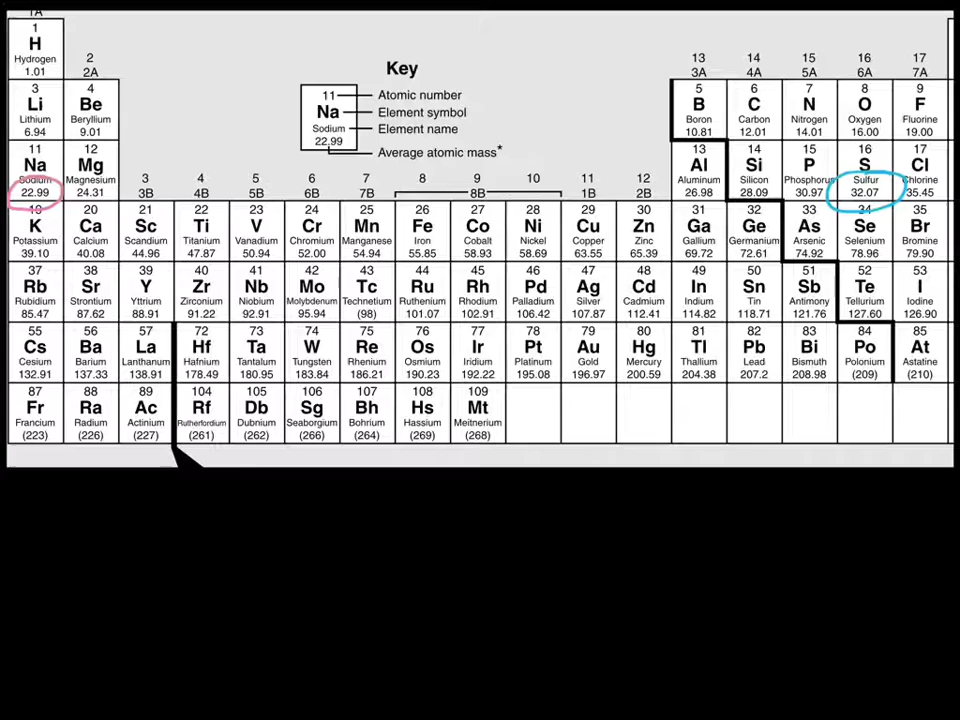 1A
1 H Hydrogen 1.01
2 2A
13 3A 14 4A 15 5A 16 6A 17 7A
Key
11 Atomic number
Na Element symbol
Sodium Element name
22.99 Average atomic mass*
3 Li Lithium 6.94
4 Be Beryllium 9.01
5 B Boron 10.81
6 C Carbon 12.01
7 N Nitrogen 14.01
8 O Oxygen 16.00
9 F Fluorine 19.00
11 Na Sodium 22.99
12 Mg Magnesium 24.31
3 3B 4 4B 5 5B 6 6B 7 7B 8 9 10 8B 11 1B 12 2B
13 Al Aluminum 26.98
14 Si Silicon 28.09
15 P Phosphorus 30.97
16 S Sulfur 32.07
17 Cl Chlorine 35.45
19 K Potassium 39.10
20 Ca Calcium 40.08
21 Sc Scandium 44.96
22 Ti Titanium 47.87
23 V Vanadium 50.94
24 Cr Chromium 52.00
25 Mn Manganese 54.94
26 Fe Iron 55.85
27 Co Cobalt 58.93
28 Ni Nickel 58.69
29 Cu Copper 63.55
30 Zn Zinc 65.39
31 Ga Gallium 69.72
32 Ge Germanium 72.61
33 As Arsenic 74.92
34 Se Selenium 78.96
35 Br Bromine 79.90
37 Rb Rubidium 85.47
38 Sr Strontium 87.62
39 Y Yttrium 88.91
40 Zr Zirconium 91.22
41 Nb Niobium 92.91
42 Mo Molybdenum 95.94
43 Tc Technetium (98)
44 Ru Ruthenium 101.07
45 Rh Rhodium 102.91
46 Pd Palladium 106.42
47 Ag Silver 107.87
48 Cd Cadmium 112.41
49 In Indium 114.82
50 Sn Tin 118.71
51 Sb Antimony 121.76
52 Te Tellurium 127.60
53 I Iodine 126.90
55 Cs Cesium 132.91
56 Ba Barium 137.33
57 La Lanthanum 138.91
72 Hf Hafnium 178.49
73 Ta Tantalum 180.95
74 W Tungsten 183.84
75 Re Rhenium 186.21
76 Os Osmium 190.23
77 Ir Iridium 192.22
78 Pt Platinum 195.08
79 Au Gold 196.97
80 Hg Mercury 200.59
81 Tl Thallium 204.38
82 Pb Lead 207.2
83 Bi Bismuth 208.98
84 Po Polonium (209)
85 At Astatine (210)
87 Fr Francium (223)
88 Ra Radium (226)
89 Ac Actinium (227)
104 Rf Rutherfordium (261)
105 Db Dubnium (262)
106 Sg Seaborgium (266)
107 Bh Bohrium (264)
108 Hs Hassium (269)
109 Mt Meitnerium (268)